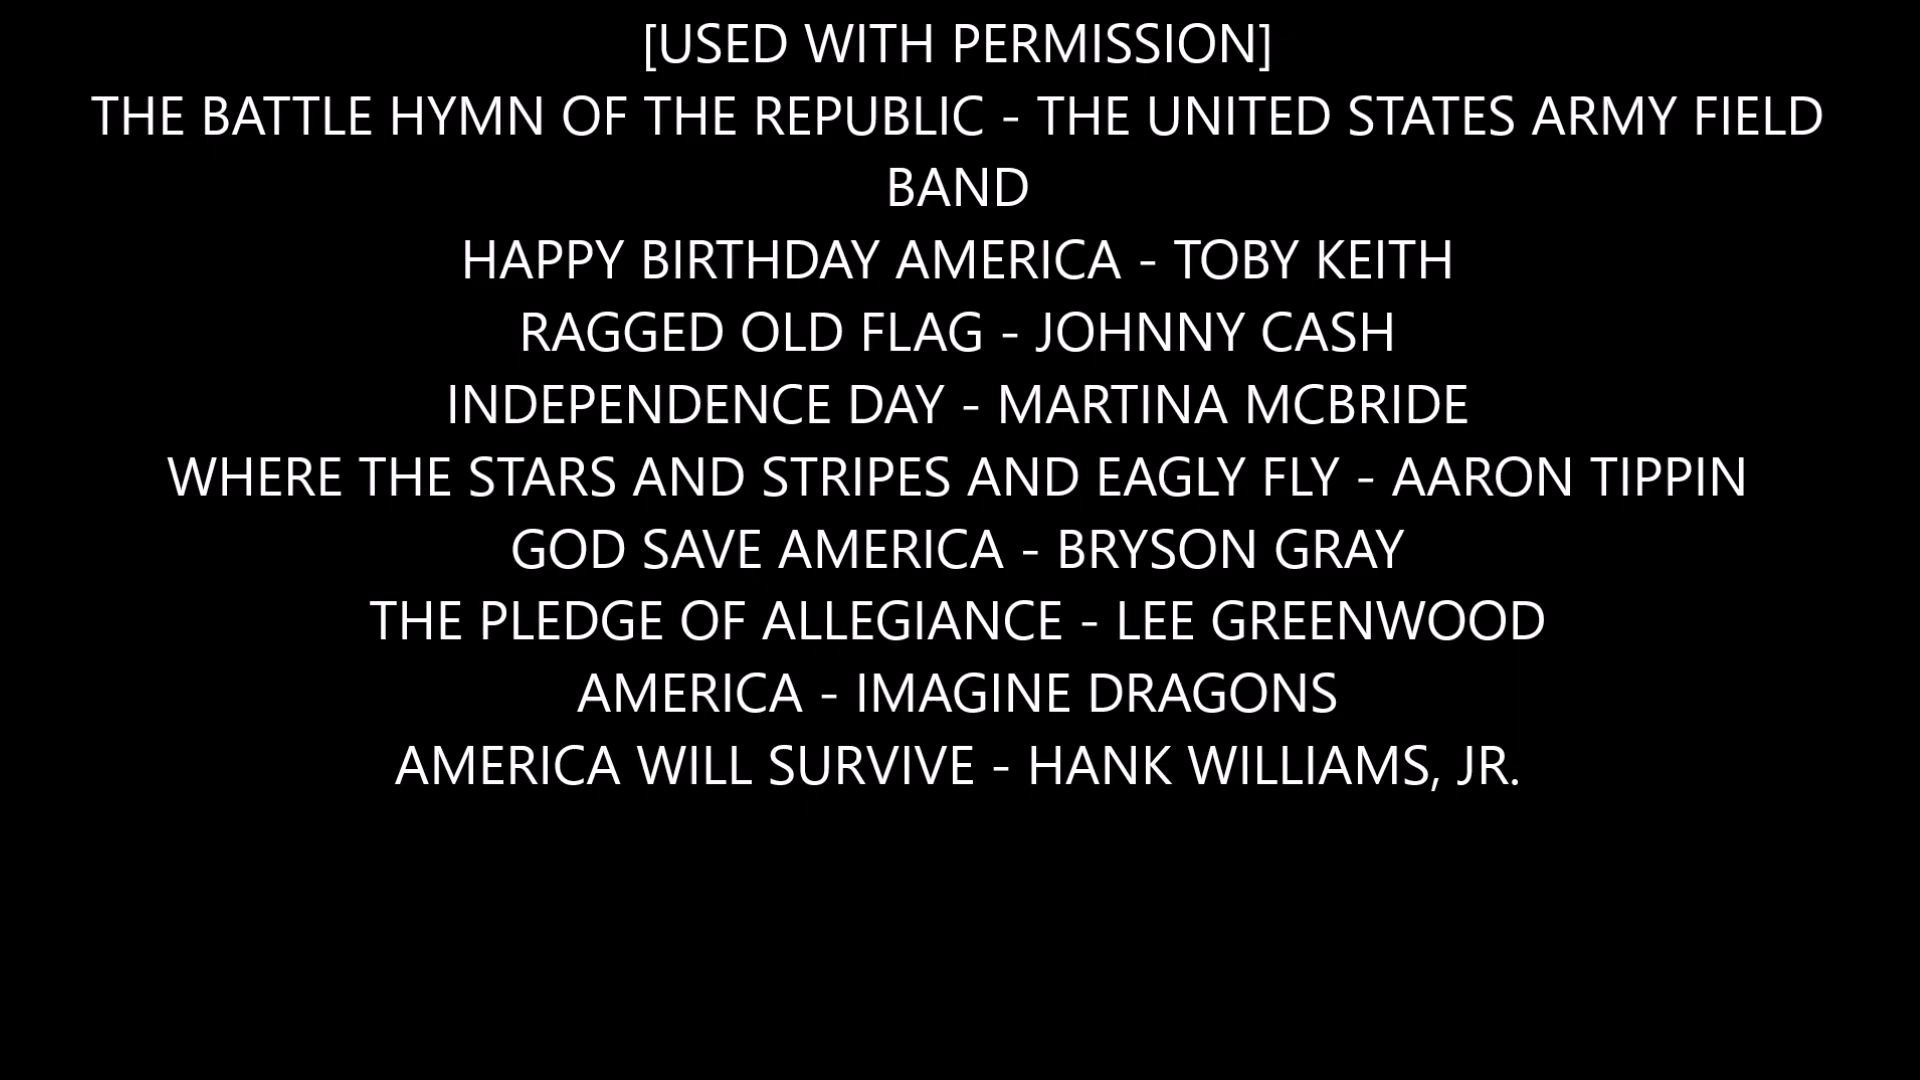 [USED WITH PERMISSION]
THE BATTLE HYMN OF THE REPUBLIC - THE UNITED STATES ARMY FIELD
BAND
HAPPY BIRTHDAY AMERICA - TOBY KEITH
RAGGED OLD FLAG - JOHNNY CASH
INDEPENDENCE DAY - MARTINA MCBRIDE
WHERE THE STARS AND STRIPES AND EAGLY FLY - AARON TIPPIN
GOD SAVE AMERICA - BRYSON GRAY
THE PLEDGE OF ALLEGIANCE - LEE GREENWOOD
AMERICA - IMAGINE DRAGONS
AMERICA WILL SURVIVE - HANK WILLIAMS, JR.